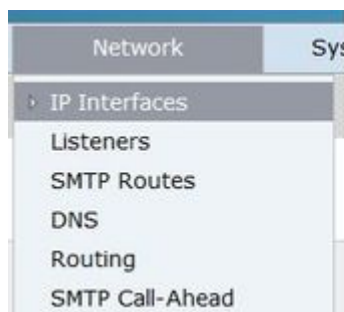 Network
Sys
IP Interfaces
Listeners
SMTP Routes
DNS
Routing
SMTP Call-Ahead